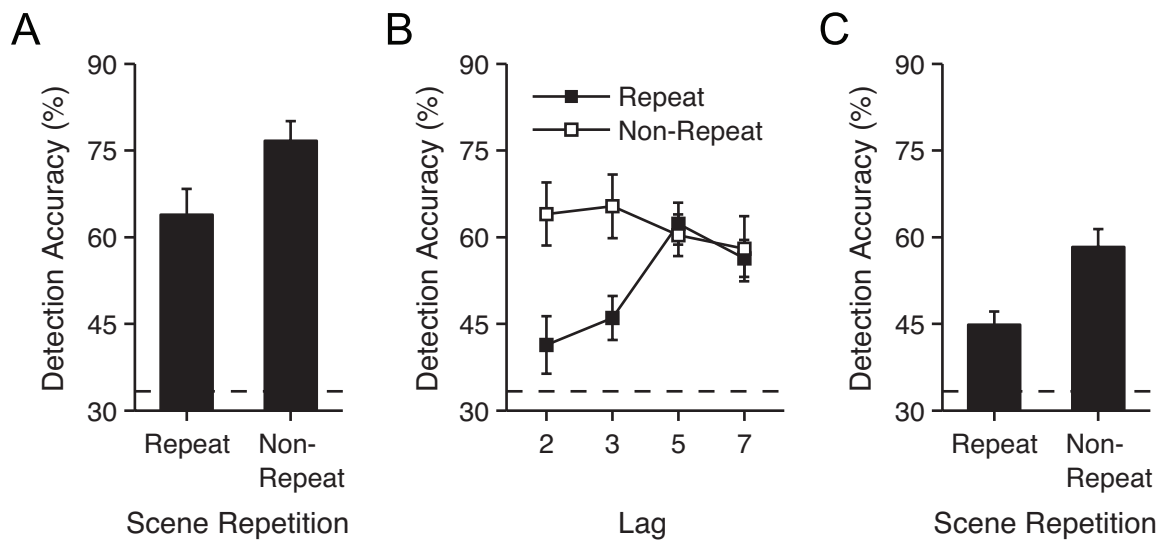 A
90
75
60
45
30
Detection Accuracy (%)
Repeat
Non-
Repeat
Scene Repetition
B
90
75
60
45
30
Detection Accuracy (%)
Repeat
Non-Repeat
2 3 5 7
Lag
C
90
75
60
45
30
Detection Accuracy (%)
Repeat
Non-
Repeat
Scene Repetition